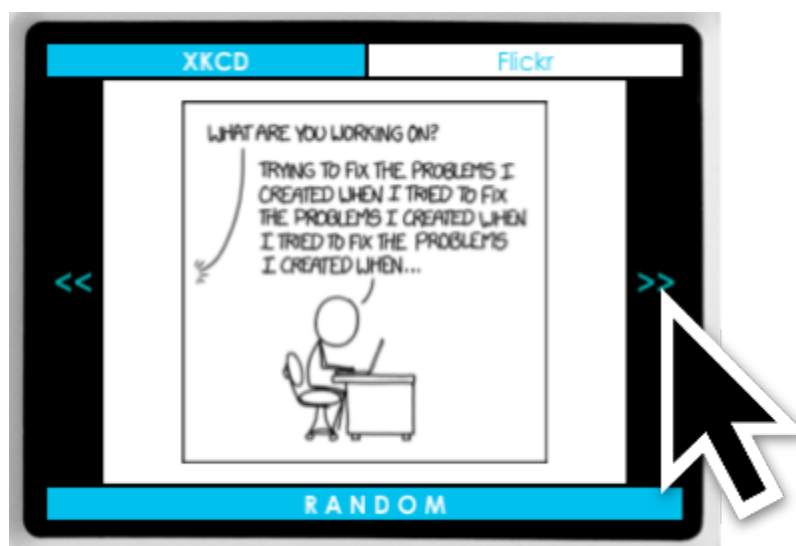 XKCD
Flickr
WHAT ARE YOU WORKING ON?
TRYING TO FIX THE PROBLEMS I
CREATED WHEN I TRIED TO FIX
THE PROBLEMS I CREATED WHEN
I TRIED TO FIX THE PROBLEMS
I CREATED WHEN...
<<
>>
RANDOM